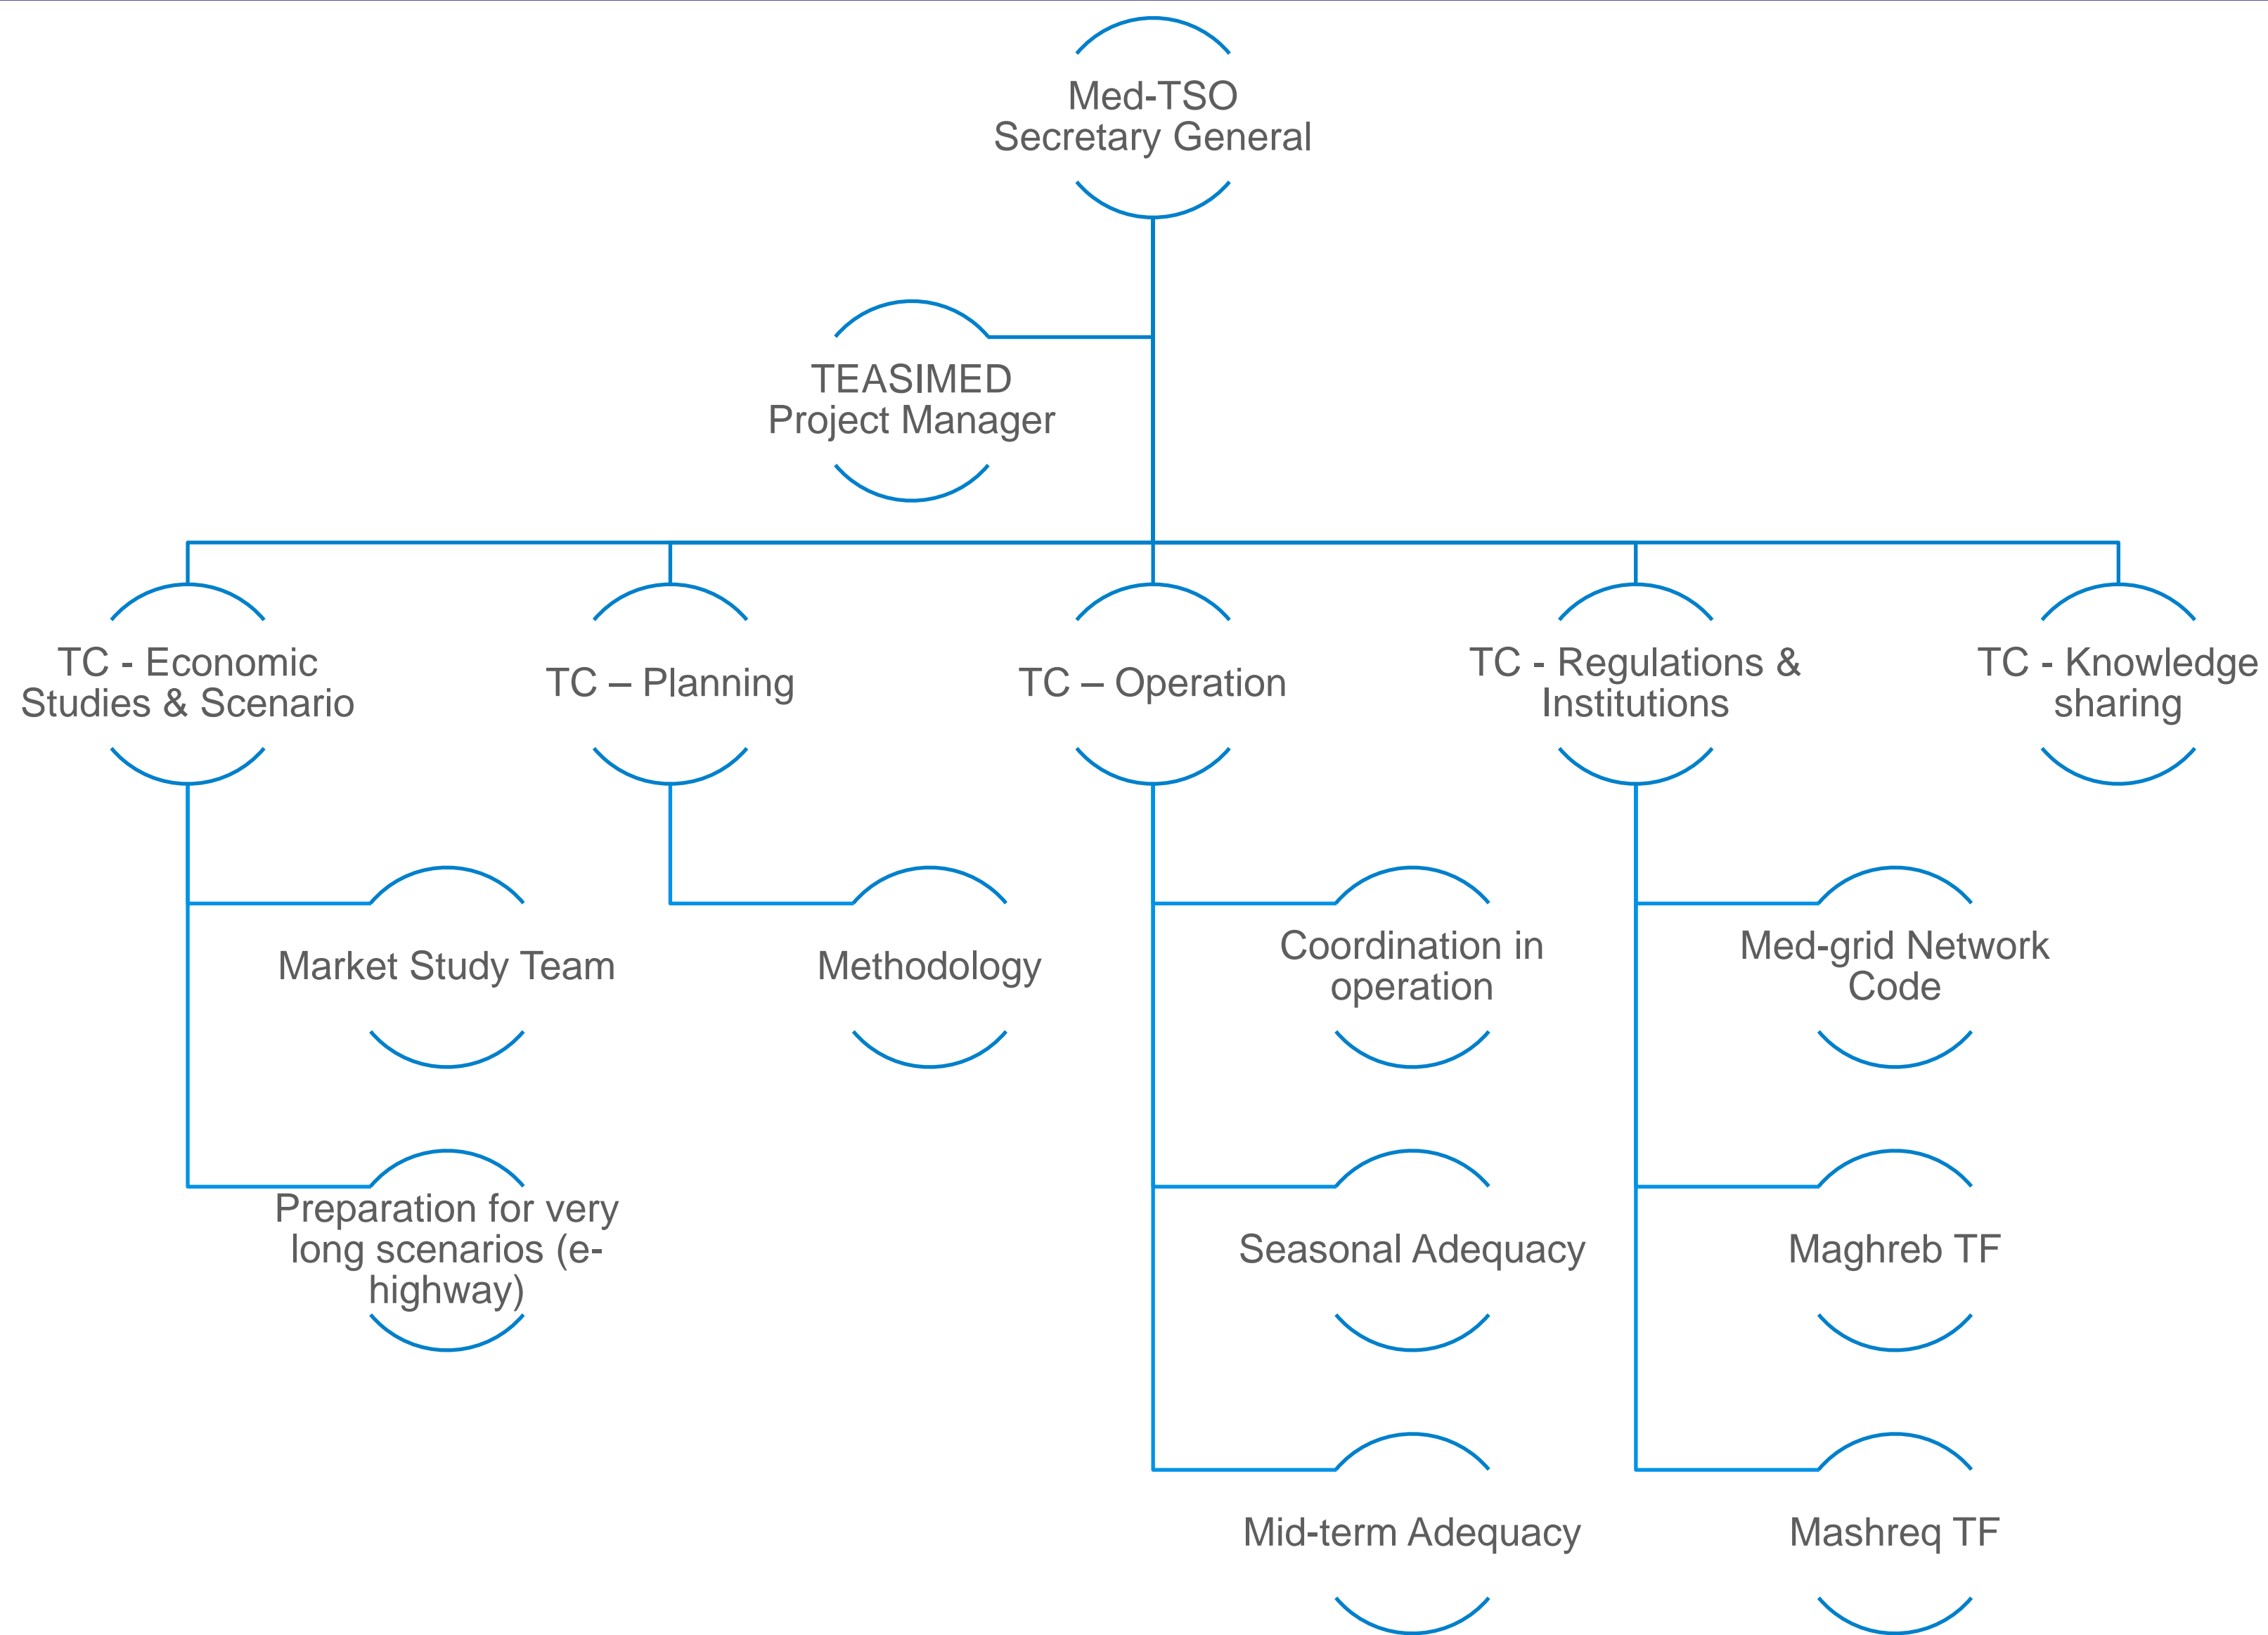 Med-TSO
Secretary General
TEASIMED
Project Manager
TC - Economic
Studies & Scenario
TC – Planning
TC – Operation
TC - Regulations &
Institutions
TC - Knowledge
sharing
Market Study Team
Methodology
Coordination in
operation
Med-grid Network
Code
Preparation for very
long scenarios (e-
highway)
Seasonal Adequacy
Maghreb TF
Mid-term Adequacy
Mashreq TF